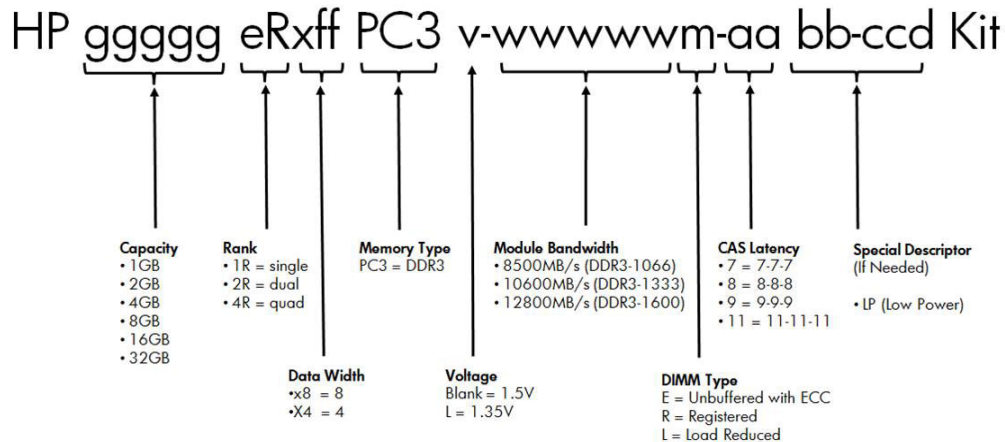 HP ggggg eRxff PC3 v-wwwwwm-aa bb-ccd Kit
Capacity
• 1GB
• 2GB
• 4GB
• 8GB
• 16GB
• 32GB
Rank
• 1R = single
• 2R = dual
• 4R = quad
Memory Type
PC3 = DDR3
Module Bandwidth
• 8500MB/s (DDR3-1066)
• 10600MB/s (DDR3-1333)
• 12800MB/s (DDR3-1600)
CAS Latency
• 7 = 7-7-7
• 8 = 8-8-8
• 9 = 9-9-9
• 11 = 11-11-11
Special Descriptor
(If Needed)
• LP (Low Power)
Data Width
• x8 = 8
• X4 = 4
Voltage
Blank = 1.5V
L = 1.35V
DIMM Type
E = Unbuffered with ECC
R = Registered
L = Load Reduced